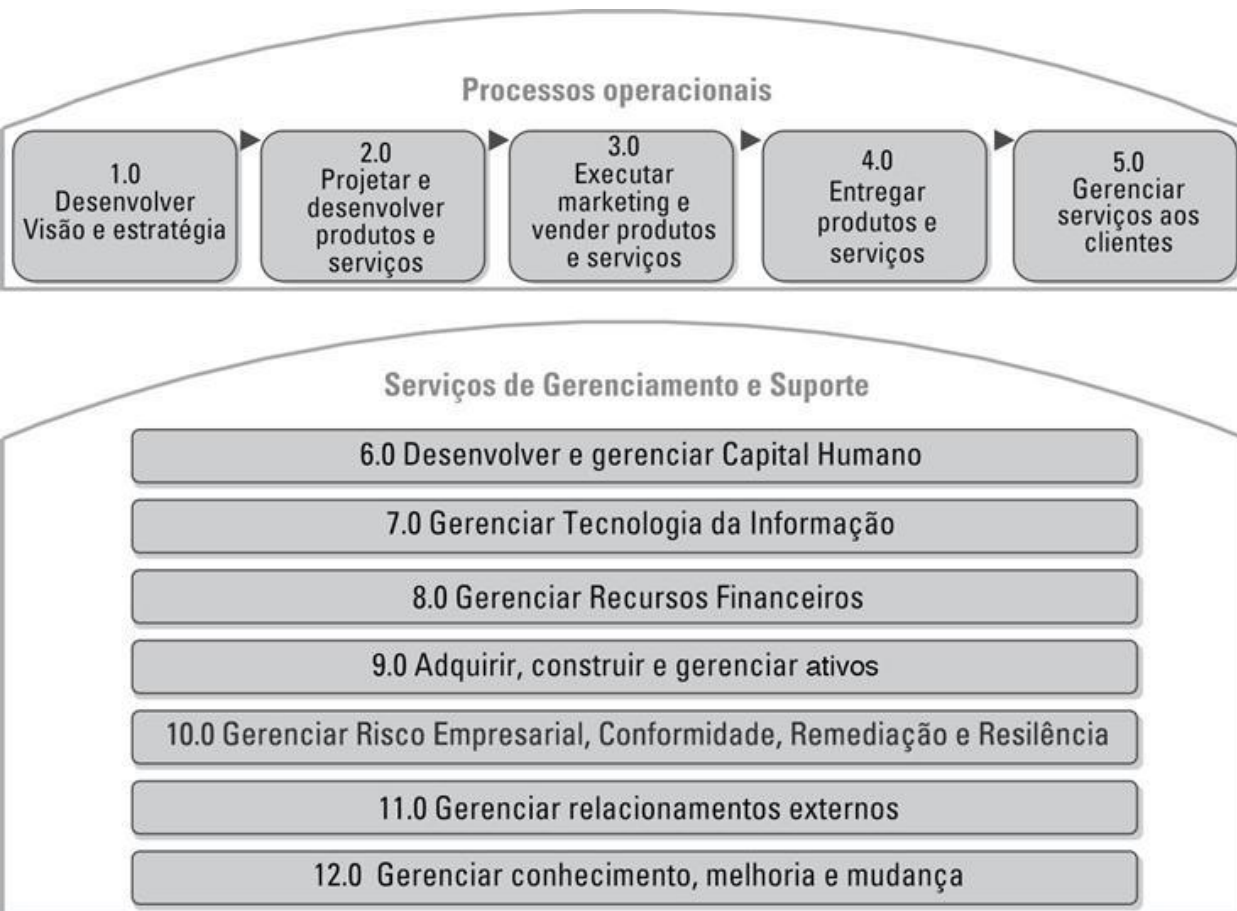 Processos operacionais
1.0
Desenvolver
Visão e estratégia
2.0
Projetar e
desenvolver
produtos e
serviços
3.0
Executar
marketing e
vender produtos
e serviços
4.0
Entregar
produtos e
serviços
5.0
Gerenciar
serviços aos
clientes
Serviços de Gerenciamento e Suporte
6.0 Desenvolver e gerenciar Capital Humano
7.0 Gerenciar Tecnologia da Informação
8.0 Gerenciar Recursos Financeiros
9.0 Adquirir, construir e gerenciar ativos
10.0 Gerenciar Risco Empresarial, Conformidade, Remediação e Resilência
11.0 Gerenciar relacionamentos externos
12.0 Gerenciar conhecimento, melhoria e mudança